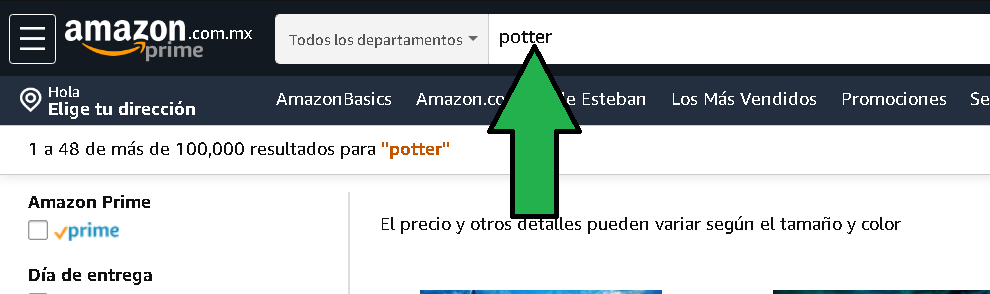 amazon.com.mx
prime
Todos los departamentos
potter
Hola
Elige tu dirección
AmazonBasics
Amazon.co
de Esteban
Los Más Vendidos
Promociones
Se
1 a 48 de más de 100,000 resultados para "potter"
Amazon Prime
prime
El precio y otros detalles pueden variar según el tamaño y color
Día de entrega